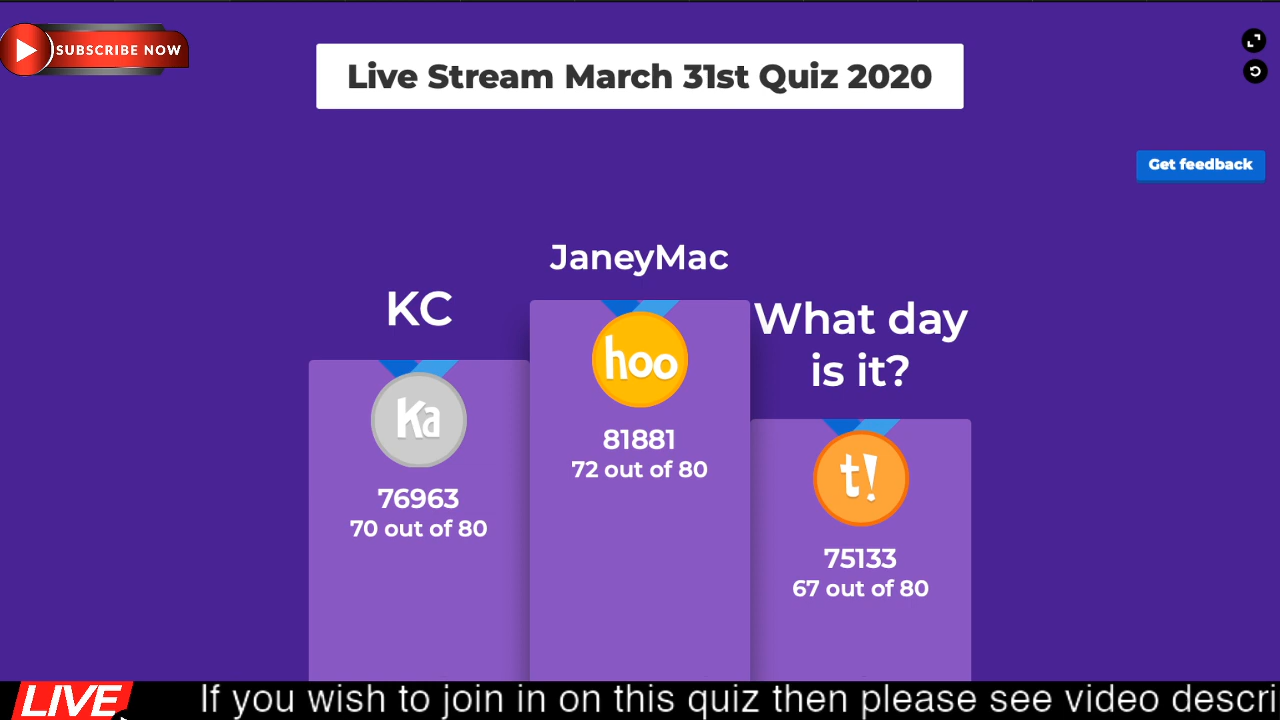 SUBSCRIBE NOW
Live Stream March 31st Quiz 2020
Get feedback
JaneyMac
KC
What day
is it?
hoo
Ka
t!
81881
72 out of 80
76963
70 out of 80
75133
67 out of 80
LIVE
If you wish to join in on this quiz then please see video descri